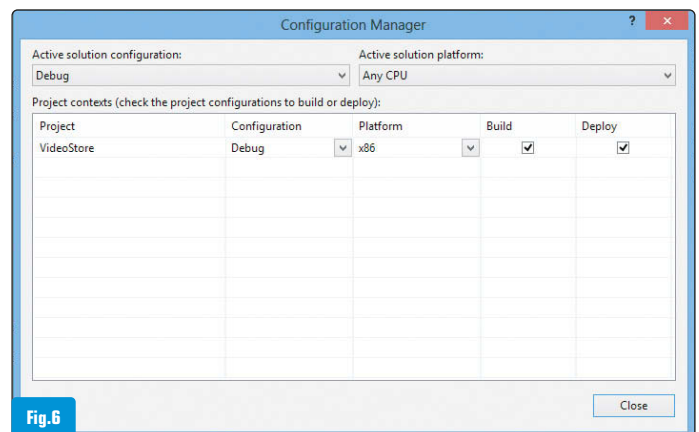 Configuration Manager
? ×
Active solution configuration:
Active solution platform:
Debug
Any CPU
Project contexts (check the project configurations to build or deploy):
Project Configuration Platform Build Deploy
VideoStore Debug x86
Close
Fig.6